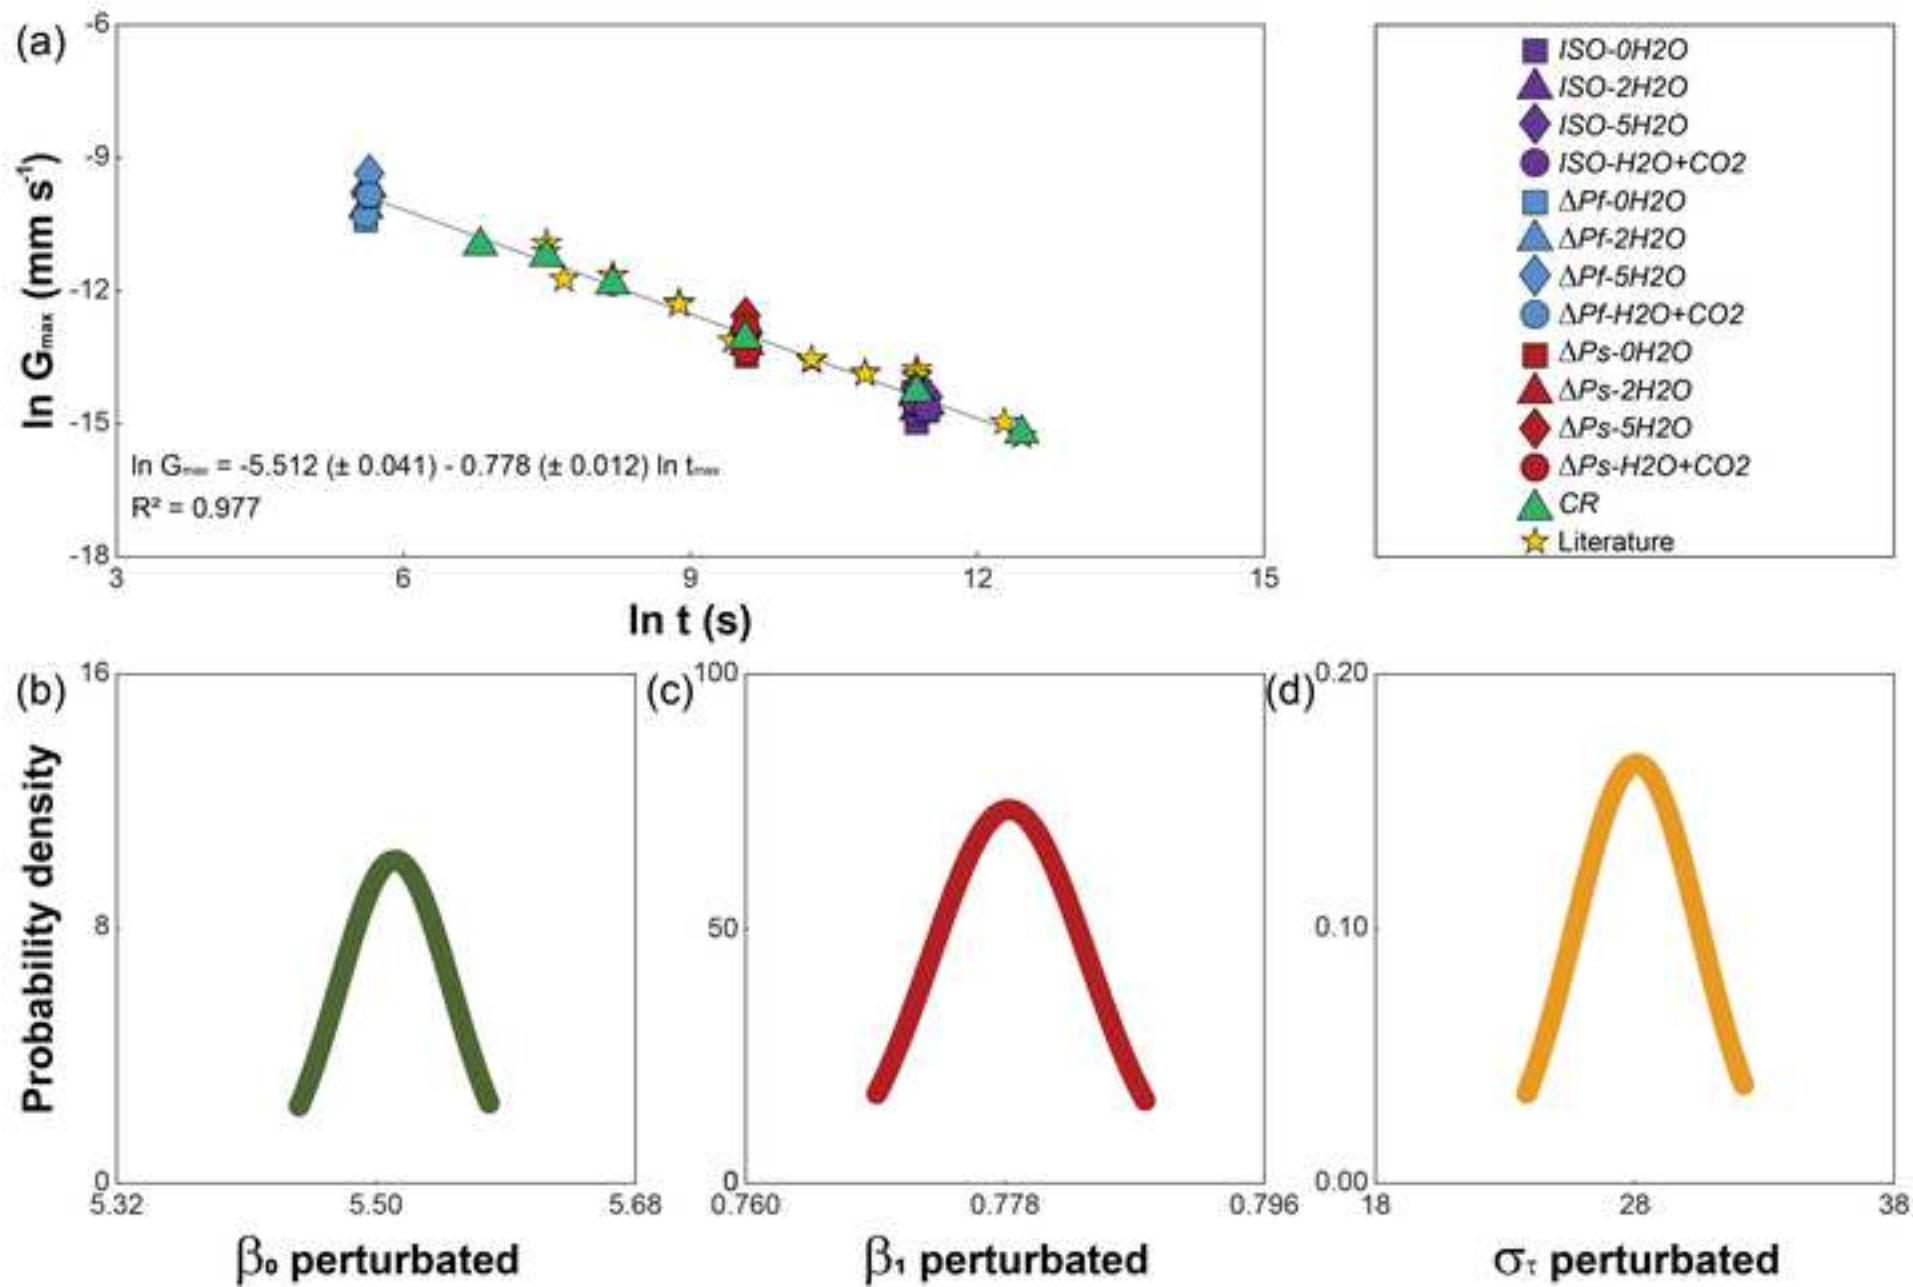 (a)
-6
-9
-12
-15
-18
ln Gmax (mm s-1)
ln Gmax = -5.512 (± 0.041) - 0.778 (± 0.012) ln tmax
R² = 0.977
3 6 9 12 15
ln t (s)
ISO-0H2O
ISO-2H2O
ISO-5H2O
ISO-H2O+CO2
ΔPf-0H2O
ΔPf-2H2O
ΔPf-5H2O
ΔPf-H2O+CO2
ΔPs-0H2O
ΔPs-2H2O
ΔPs-5H2O
ΔPs-H2O+CO2
CR
Literature
(b)
16
8
0
Probability density
5.32 5.50 5.68
β0 perturbated
(c)
100
50
0
0.760 0.778 0.796
β1 perturbated
(d)
0.20
0.10
0.00
18 28 38
στ perturbated